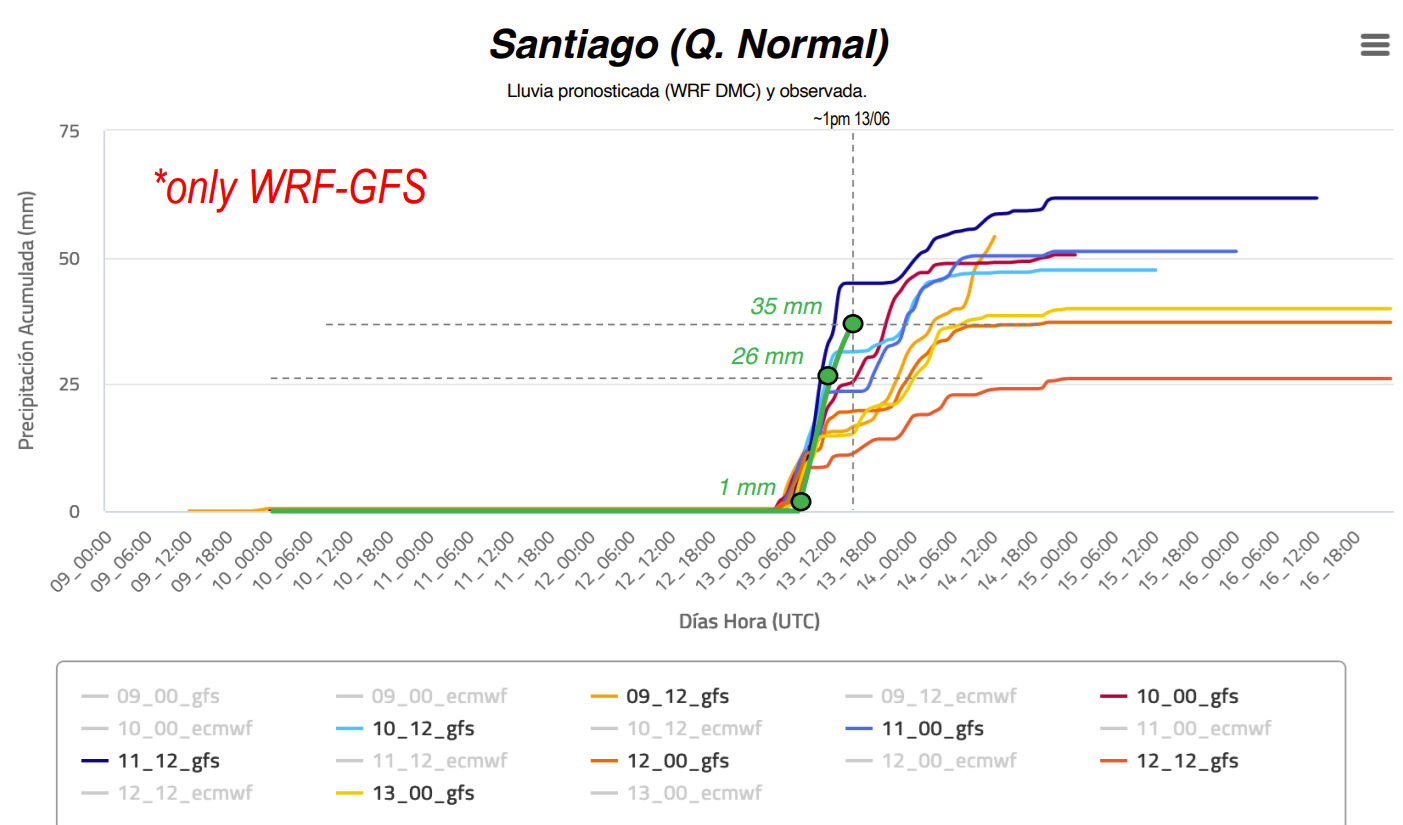 Santiago (Q. Normal)
Lluvia pronosticada (WRF DMC) y observada.
~1pm 13/06
75
*only WRF-GFS
Precipitación Acumulada (mm)
50
35 mm
26 mm
25
1 mm
0
09_00:00 09_06:00 09_12:00 09_18:00 10_00:00 10_06:00 10_12:00 10_18:00 11_00:00 11_06:00 11_12:00 11_18:00 12_00:00 12_06:00 12_12:00 12_18:00 13_00:00 13_06:00 13_12:00 13_18:00 14_00:00 14_06:00 14_12:00 14_18:00 15_00:00 15_06:00 15_12:00 15_18:00 16_00:00 16_06:00 16_12:00 16_18:00
Días Hora (UTC)
09_00_gfs 09_00_ecmwf 09_12_gfs 09_12_ecmwf 10_00_gfs
10_00_ecmwf 10_12_gfs 10_12_ecmwf 11_00_gfs 11_00_ecmwf
11_12_gfs 11_12_ecmwf 12_00_gfs 12_00_ecmwf 12_12_gfs
12_12_ecmwf 13_00_gfs 13_00_ecmwf